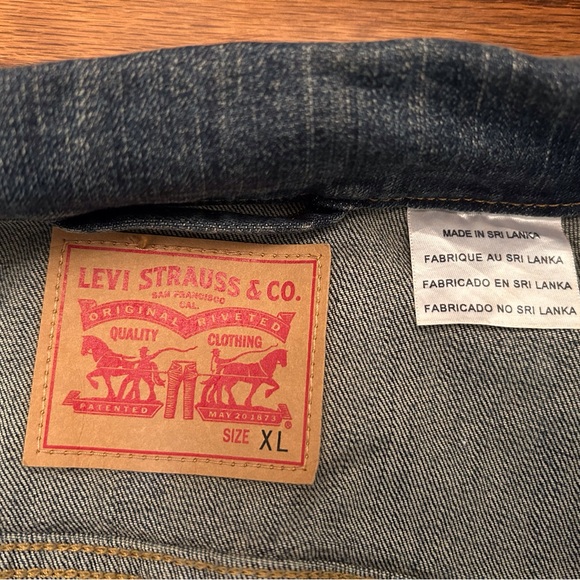 LEVI STRAUSS & CO.
SAN FRANCISCO
CAL.
ORIGINAL RIVETED
QUALITY CLOTHING
PATENTED MAY 20 1873
®
SIZE XL
MADE IN SRI LANKA
FABRIQUE AU SRI LANKA
FABRICADO EN SRI LANKA
FABRICADO NO SRI LANKA